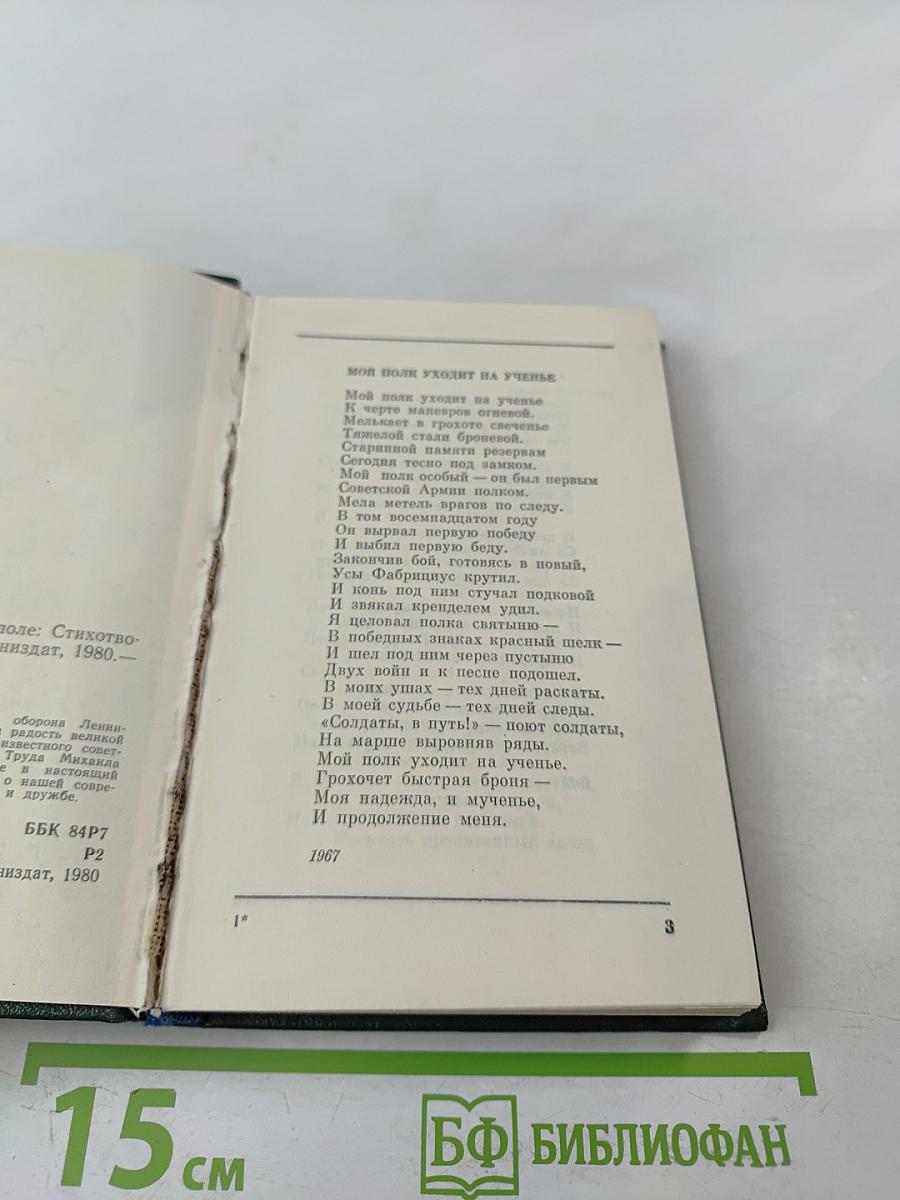 поле: Стихотво-
низдат, 1980.—
оборона Ленин-
радость великой
известного совет-
Труда Михаила
е в настоящий
о нашей совре-
и дружбе.
ББК 84Р7
Р2
низдат, 1980
МОЙ ПОЛК УХОДИТ НА УЧЕНЬЕ
Мой полк уходит на ученье
К черте маневров огневой.
Мелькает в грохоте свеченье
Тяжелой стали броневой.
Старинной памяти резервам
Сегодня тесно под замком.
Мой полк особый — он был первым
Советской Армии полком.
Мела метель врагов по следу.
В том восемнадцатом году
Он вырвал первую победу
И выбил первую беду.
Закончив бой, готовясь в новый,
Усы Фабрициус крутил.
И конь под ним стучал подковой
И звякал кренделем удил.
Я целовал полка святыню —
В победных знаках красный шелк —
И шел под ним через пустыню
Двух войн и к песне подошел.
В моих ушах — тех дней раскаты.
В моей судьбе — тех дней следы.
«Солдаты, в путь!» — поют солдаты,
На марше выровняв ряды.
Мой полк уходит на ученье.
Грохочет быстрая броня —
Моя надежда, и мученье,
И продолжение меня.
1967
1*
3
15 см
БФ БИБЛИОФАН